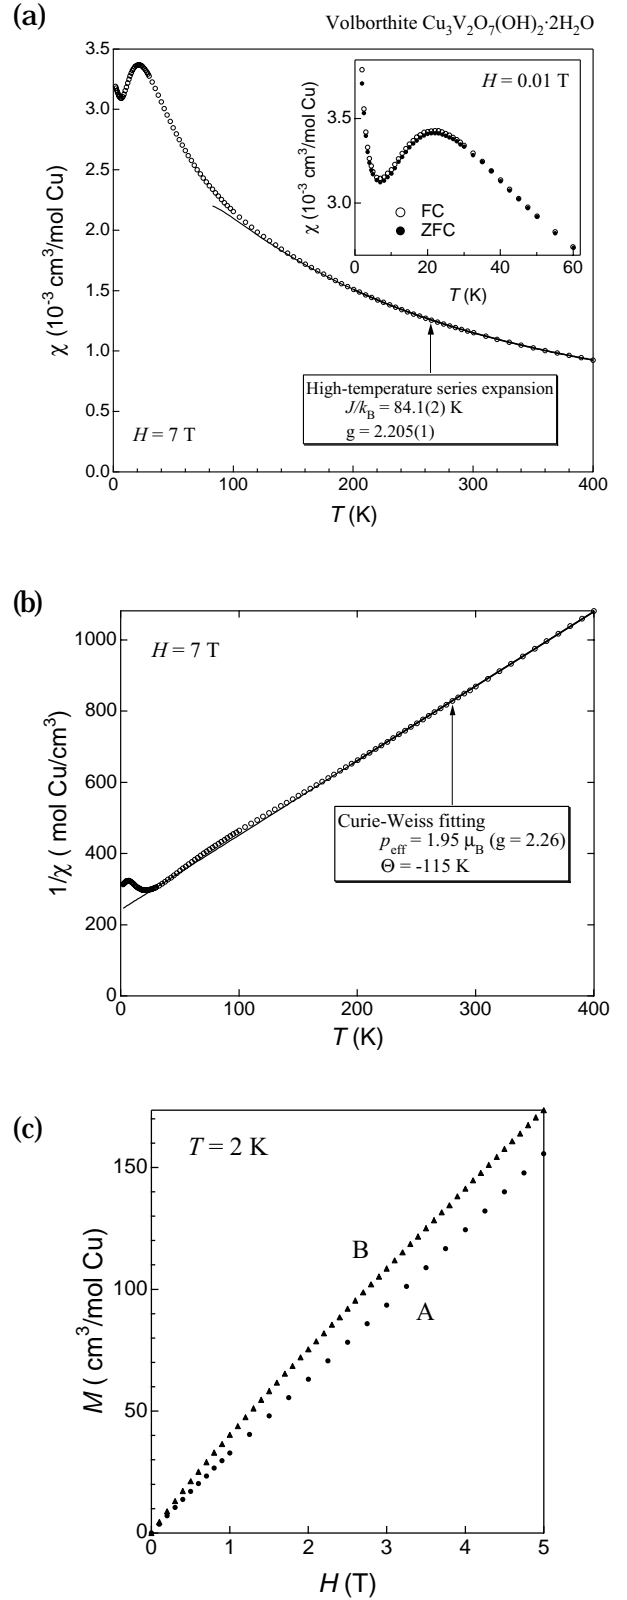 (a)
Volborthite Cu3V2O7(OH)2·2H2O
3.5
3.0
2.5
2.0
1.5
1.0
0.5
0.0
χ (10-3 cm3/mol Cu)
H = 7 T
0
100
200
300
400
T (K)
High-temperature series expansion
J/kB = 84.1(2) K
g = 2.205(1)
H = 0.01 T
3.5
3.0
χ (10-3 cm3/mol Cu)
FC
ZFC
0
20
40
60
T (K)
(b)
H = 7 T
1000
800
600
400
200
0
1/χ ( mol Cu/cm3)
Curie-Weiss fitting
peff = 1.95 μB (g = 2.26)
Θ = -115 K
0
100
200
300
400
T (K)
(c)
T = 2 K
150
100
50
0
M ( cm3/mol Cu)
B
A
0
1
2
3
4
5
H (T)